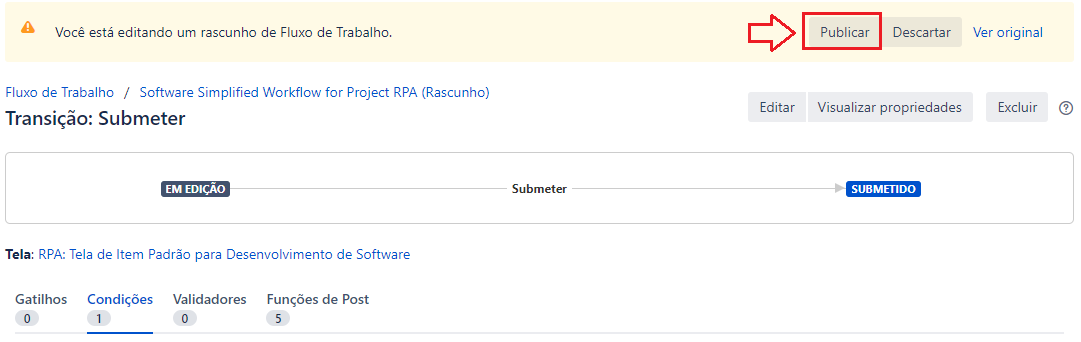 Você está editando um rascunho de Fluxo de Trabalho. Publicar Descartar Ver original
Fluxo de Trabalho / Software Simplified Workflow for Project RPA (Rascunho)
Transição: Submeter
Editar Visualizar propriedades Excluir ?
EM EDIÇÃO Submeter SUBMETIDO
Tela: RPA: Tela de Item Padrão para Desenvolvimento de Software
Gatilhos Condições Validadores Funções de Post
0 1 0 5